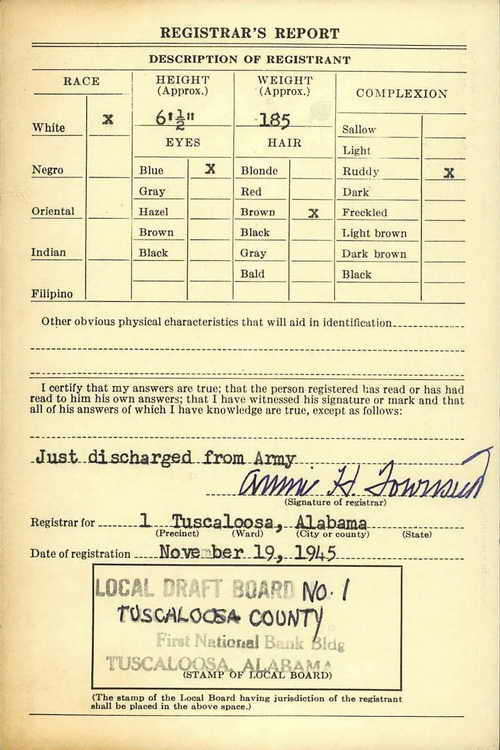 REGISTRAR'S REPORT
DESCRIPTION OF REGISTRANT
RACE
HEIGHT
(Approx.)
WEIGHT
(Approx.)
COMPLEXION
White X
6'½"
185
EYES
HAIR
Sallow
Light
Negro
Blue X
Blonde
Ruddy X
Gray
Red
Dark
Oriental
Hazel
Brown X
Freckled
Brown
Black
Light brown
Indian
Black
Gray
Dark brown
Bald
Black
Filipino
Other obvious physical characteristics that will aid in identification
I certify that my answers are true; that the person registered has read or has had
read to him his own answers; that I have witnessed his signature or mark and that
all of his answers of which I have knowledge are true, except as follows:
Just discharged from Army
Annie H. Townsend
(Signature of registrar)
Registrar for 1 Tuscaloosa, Alabama
(Precinct) (Ward) (City or county) (State)
Date of registration November 19, 1945
LOCAL DRAFT BOARD NO. 1
TUSCALOOSA COUNTY
First National Bank Bldg
TUSCALOOSA, ALABAMA
(STAMP OF LOCAL BOARD)
(The stamp of the Local Board having jurisdiction of the registrant
shall be placed in the above space.)